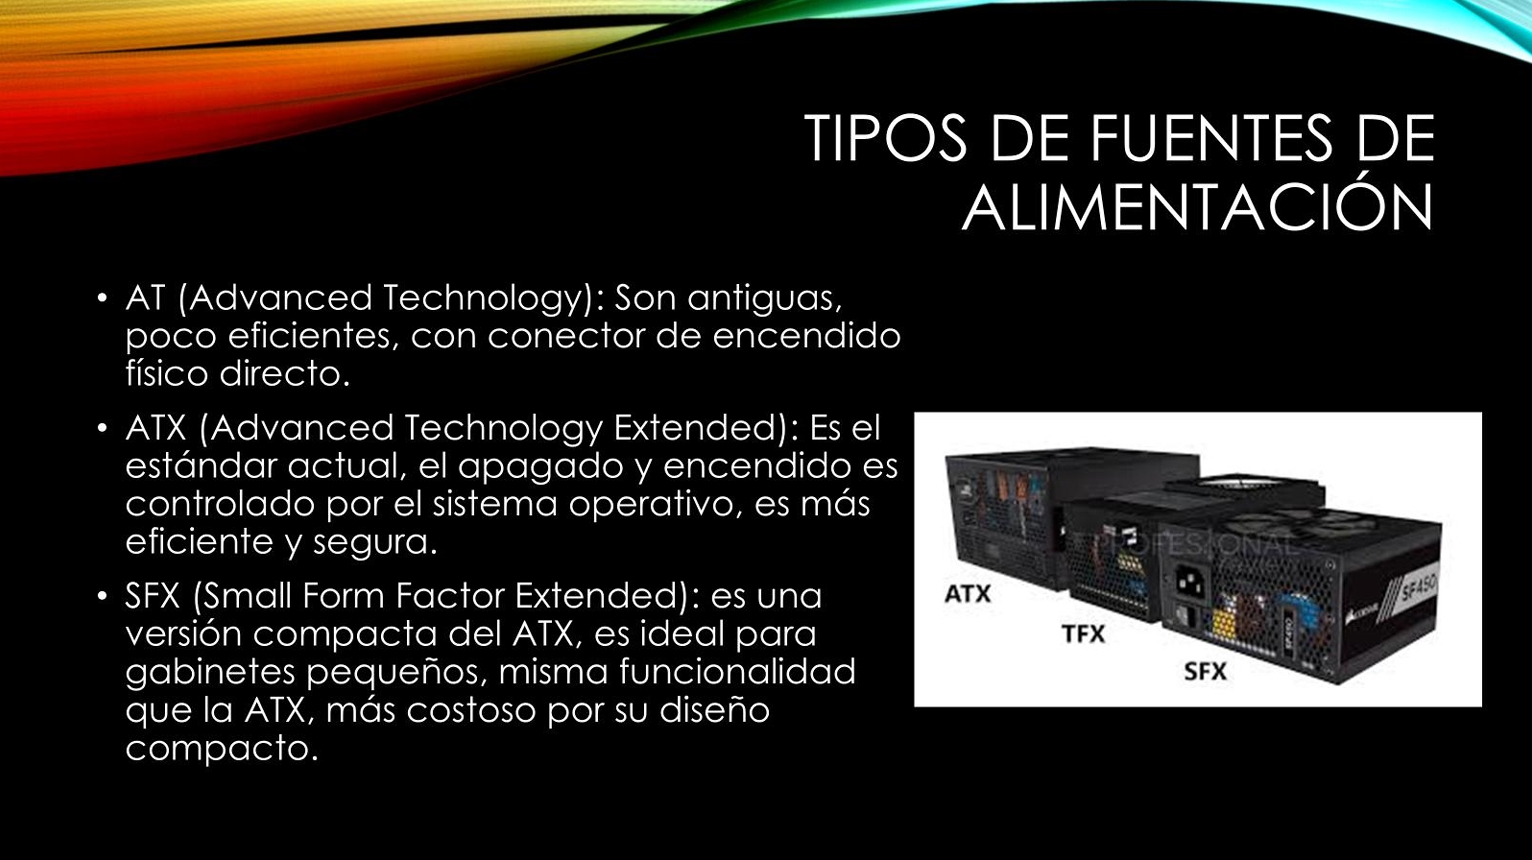 TIPOS DE FUENTES DE
ALIMENTACIÓN
• AT (Advanced Technology): Son antiguas,
poco eficientes, con conector de encendido
físico directo.
• ATX (Advanced Technology Extended): Es el
estándar actual, el apagado y encendido es
controlado por el sistema operativo, es más
eficiente y segura.
• SFX (Small Form Factor Extended): es una
versión compacta del ATX, es ideal para
gabinetes pequeños, misma funcionalidad
que la ATX, más costoso por su diseño
compacto.
PROFESIONAL
SF450
CORSAIR
SF450
ATX
TFX
SFX